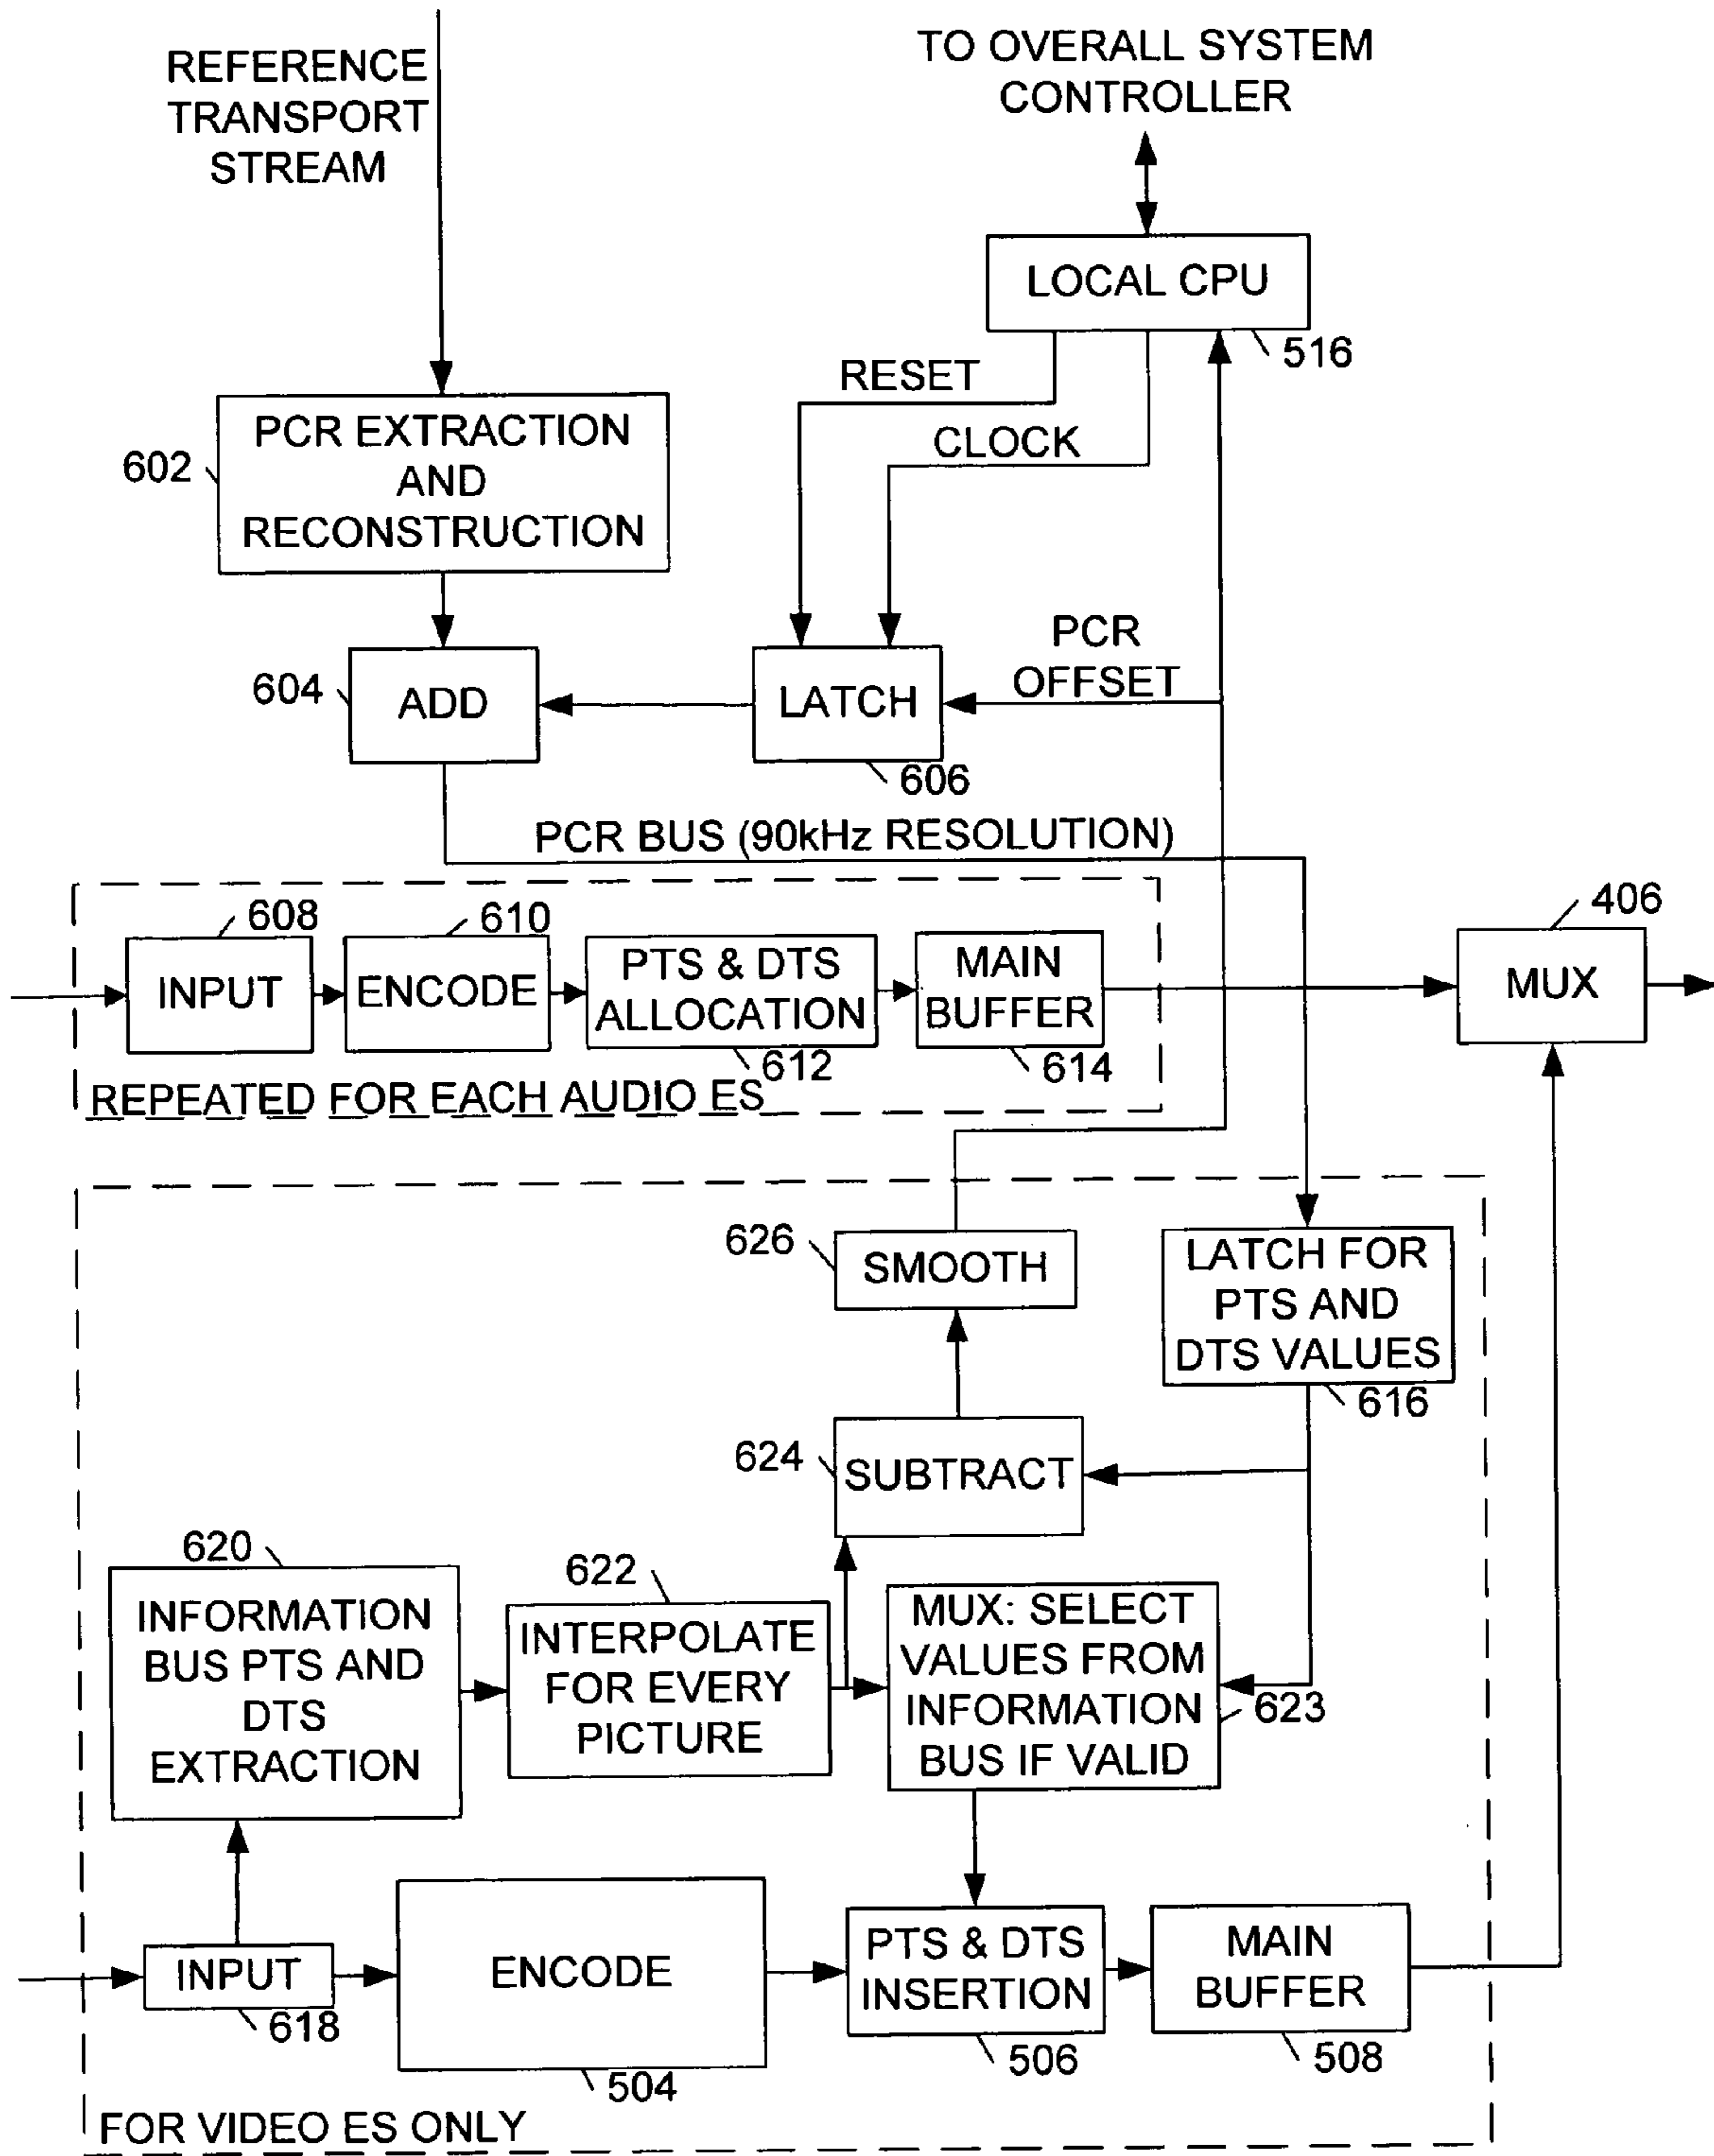 REFERENCE
TRANSPORT
STREAM
TO OVERALL SYSTEM
CONTROLLER
LOCAL CPU
516
RESET
CLOCK
PCR EXTRACTION
AND
RECONSTRUCTION
602
PCR
OFFSET
604
ADD
LATCH
606
PCR BUS (90kHz RESOLUTION)
608
610
406
INPUT
ENCODE
PTS & DTS
ALLOCATION
MAIN
BUFFER
MUX
612
614
REPEATED FOR EACH AUDIO ES
626
SMOOTH
LATCH FOR
PTS AND
DTS VALUES
616
624
SUBTRACT
620
622
INFORMATION
BUS PTS AND
DTS
EXTRACTION
INTERPOLATE
FOR EVERY
PICTURE
MUX: SELECT
VALUES FROM
INFORMATION
BUS IF VALID
623
INPUT
618
ENCODE
504
PTS & DTS
INSERTION
506
MAIN
BUFFER
508
FOR VIDEO ES ONLY